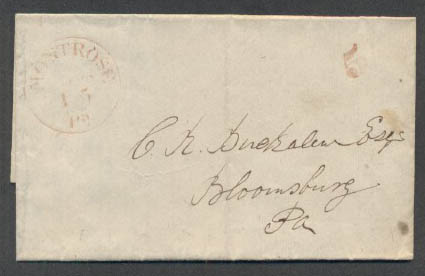 MONTROSE
15
Pa
5
C. R. Buckalew Esq
Bloomsburg
Pa